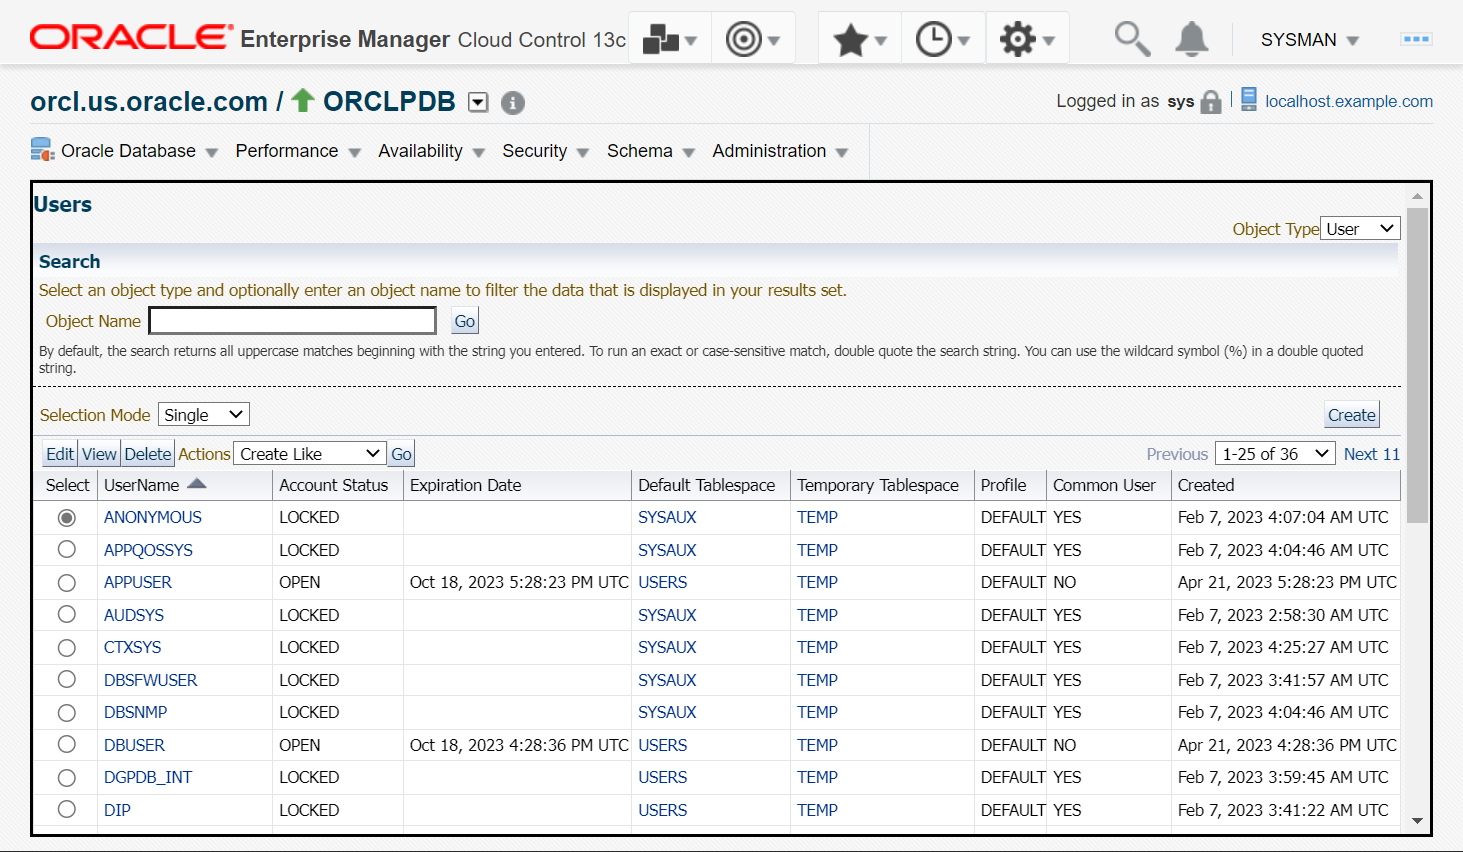 ORACLE Enterprise Manager Cloud Control 13c SYSMAN
orcl.us.oracle.com / ORCLPDB Logged in as sys localhost.example.com
Oracle Database Performance Availability Security Schema Administration
Users
Object Type User
Search
Select an object type and optionally enter an object name to filter the data that is displayed in your results set.
Object Name Go
By default, the search returns all uppercase matches beginning with the string you entered. To run an exact or case-sensitive match, double quote the search string. You can use the wildcard symbol (%) in a double quoted
string.
Selection Mode Single Create
Edit View Delete Actions Create Like Go Previous 1-25 of 36 Next 11
Select UserName Account Status Expiration Date Default Tablespace Temporary Tablespace Profile Common User Created
ANONYMOUS LOCKED SYSAUX TEMP DEFAULT YES Feb 7, 2023 4:07:04 AM UTC
APPQOSSYS LOCKED SYSAUX TEMP DEFAULT YES Feb 7, 2023 4:04:46 AM UTC
APPUSER OPEN Oct 18, 2023 5:28:23 PM UTC USERS TEMP DEFAULT NO Apr 21, 2023 5:28:23 PM UTC
AUDSYS LOCKED SYSAUX TEMP DEFAULT YES Feb 7, 2023 2:58:30 AM UTC
CTXSYS LOCKED SYSAUX TEMP DEFAULT YES Feb 7, 2023 4:25:27 AM UTC
DBSFWUSER LOCKED SYSAUX TEMP DEFAULT YES Feb 7, 2023 3:41:57 AM UTC
DBSNMP LOCKED SYSAUX TEMP DEFAULT YES Feb 7, 2023 4:04:46 AM UTC
DBUSER OPEN Oct 18, 2023 4:28:36 PM UTC USERS TEMP DEFAULT NO Apr 21, 2023 4:28:36 PM UTC
DGPDB_INT LOCKED USERS TEMP DEFAULT YES Feb 7, 2023 3:59:45 AM UTC
DIP LOCKED USERS TEMP DEFAULT YES Feb 7, 2023 3:41:22 AM UTC